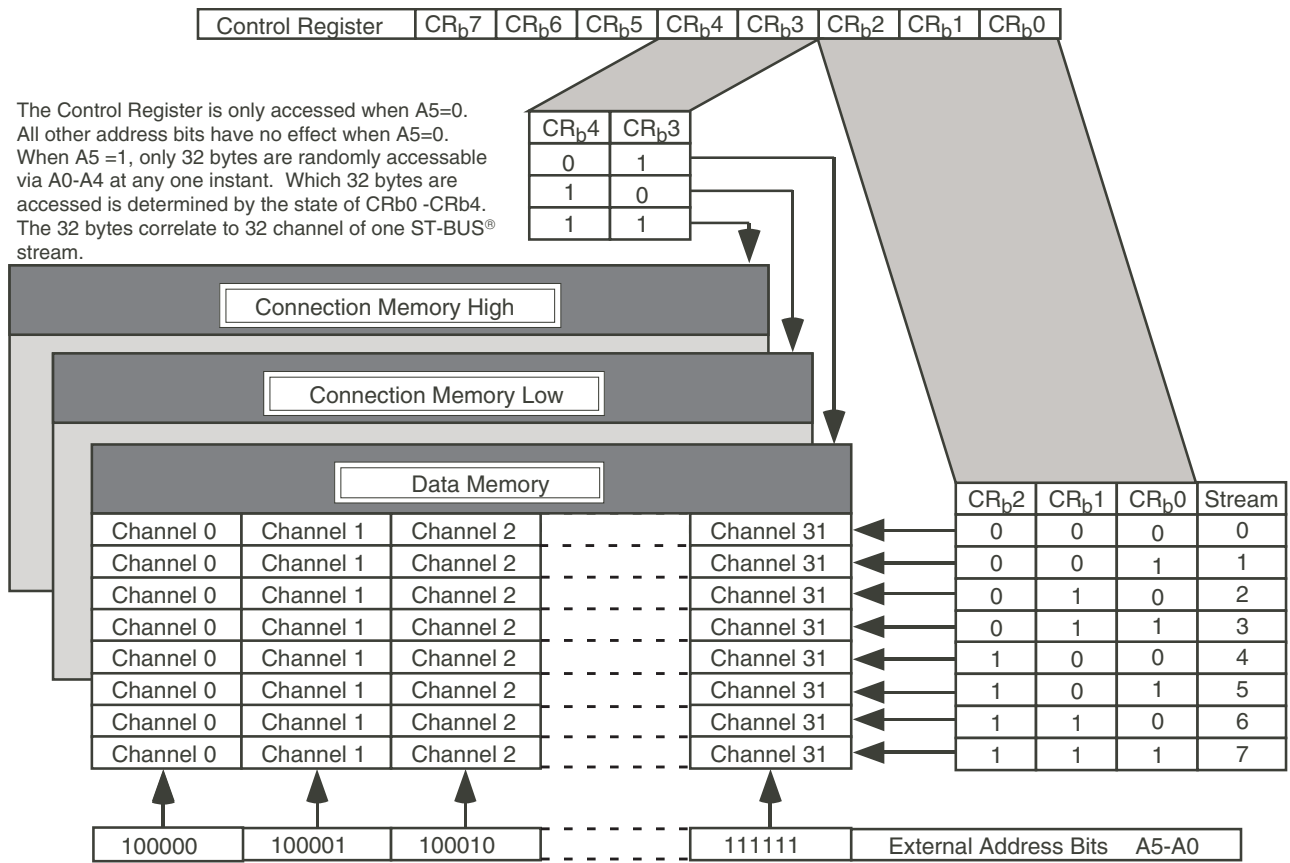 Control Register CRb7 CRb6 CRb5 CRb4 CRb3 CRb2 CRb1 CRb0
The Control Register is only accessed when A5=0.
All other address bits have no effect when A5=0.
When A5 =1, only 32 bytes are randomly accessable
via A0-A4 at any one instant. Which 32 bytes are
accessed is determined by the state of CRb0 -CRb4.
The 32 bytes correlate to 32 channel of one ST-BUS®
stream.
CRb4 CRb3
0 1
1 0
1 1
Connection Memory High
Connection Memory Low
Data Memory
CRb2 CRb1 CRb0 Stream
Channel 0 Channel 1 Channel 2 Channel 31 0 0 0 0
Channel 0 Channel 1 Channel 2 Channel 31 0 0 1 1
Channel 0 Channel 1 Channel 2 Channel 31 0 1 0 2
Channel 0 Channel 1 Channel 2 Channel 31 0 1 1 3
Channel 0 Channel 1 Channel 2 Channel 31 1 0 0 4
Channel 0 Channel 1 Channel 2 Channel 31 1 0 1 5
Channel 0 Channel 1 Channel 2 Channel 31 1 1 0 6
Channel 0 Channel 1 Channel 2 Channel 31 1 1 1 7
100000 100001 100010 111111 External Address Bits A5-A0